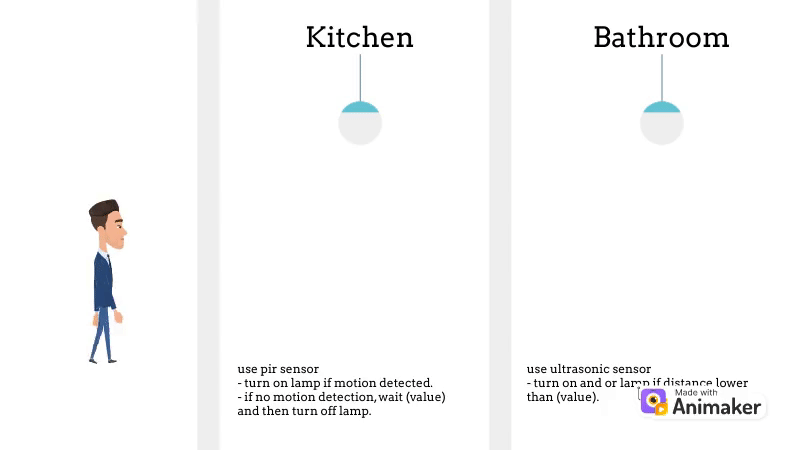 Kitchen
Bathroom
use pir sensor
- turn on lamp if motion detected.
- if no motion detection, wait (value)
and then turn off lamp.
use ultrasonic sensor
- turn on and or lamp if distance lower
than (value).
Made with
Animaker